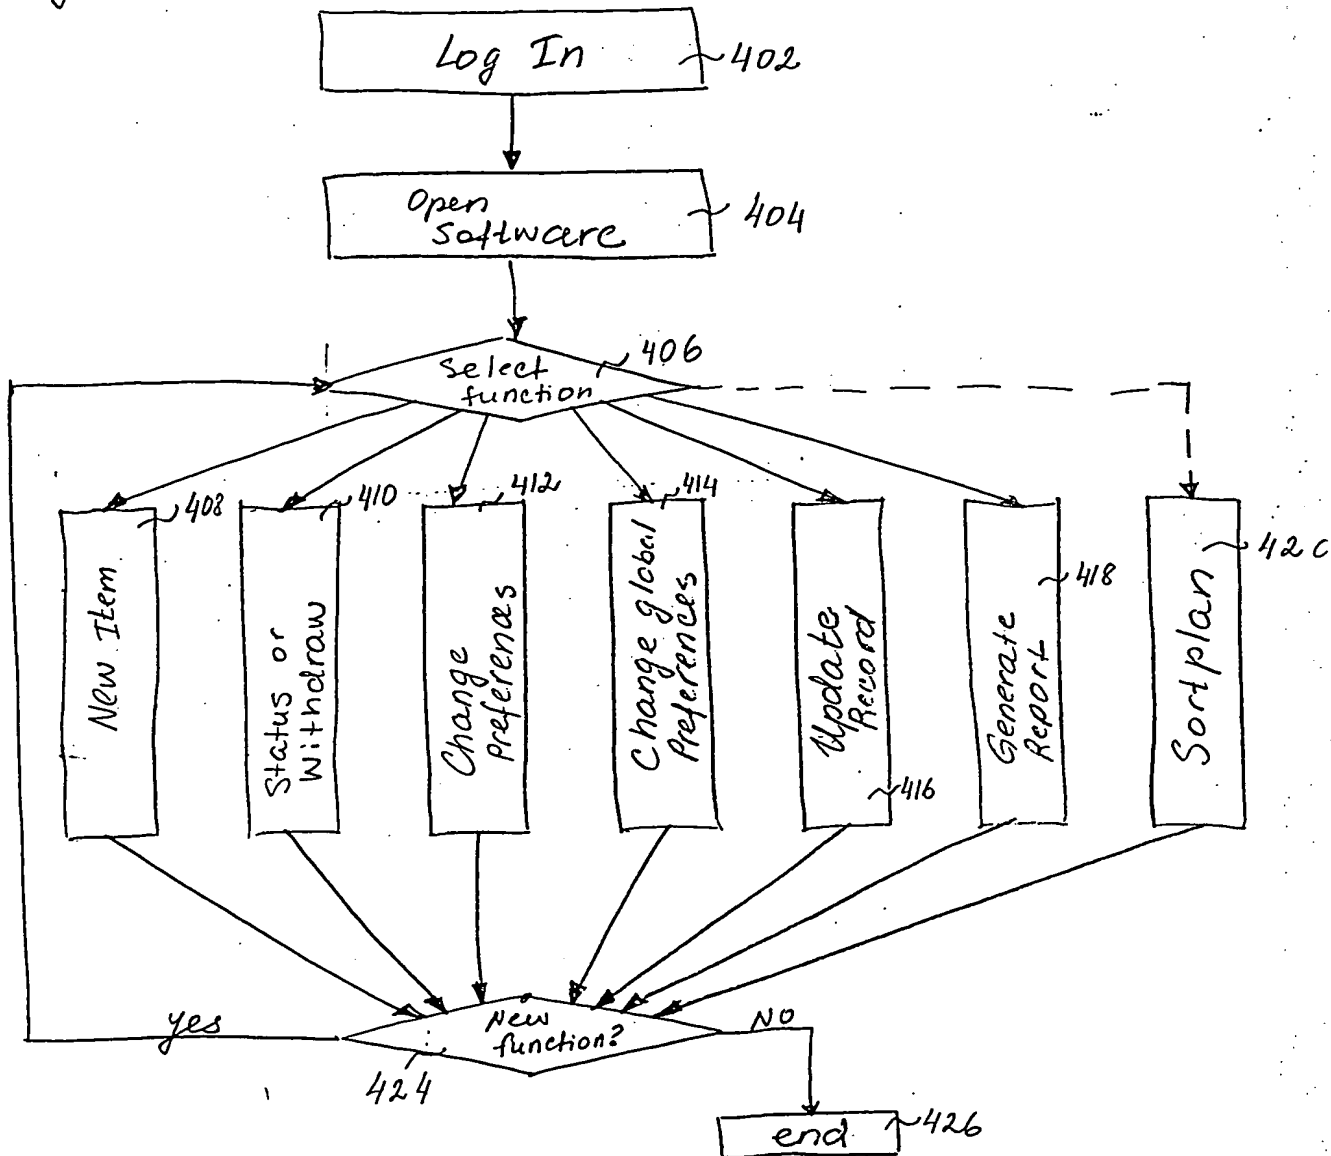 Log In
402
Open
Software
404
Select
function
406
408
410
412
414
418
42C
New Item
Status or
Withdraw
Change
Preferences
Change global
Preferences
Update
Record
416
Generate
Report
Sortplan
yes
New
function?
NO
424
end
426